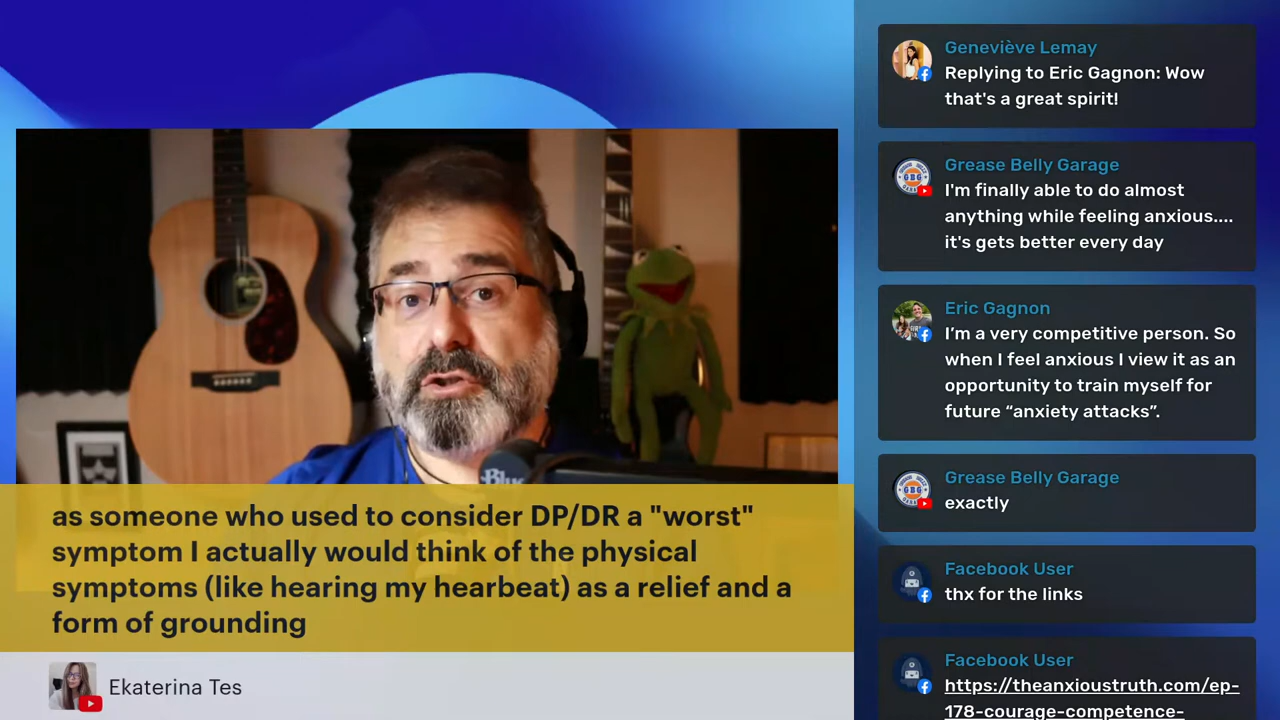 as someone who used to consider DP/DR a "worst"
symptom I actually would think of the physical
symptoms (like hearing my hearbeat) as a relief and a
form of grounding
Ekaterina Tes
Blue
Geneviève Lemay
Replying to Eric Gagnon: Wow
that's a great spirit!
Grease Belly Garage
GBG
I'm finally able to do almost
anything while feeling anxious....
it's gets better every day
Eric Gagnon
I’m a very competitive person. So
when I feel anxious I view it as an
opportunity to train myself for
future “anxiety attacks”.
Grease Belly Garage
GBG
exactly
Facebook User
thx for the links
Facebook User
https://theanxioustruth.com/ep-
178-courage-competence-